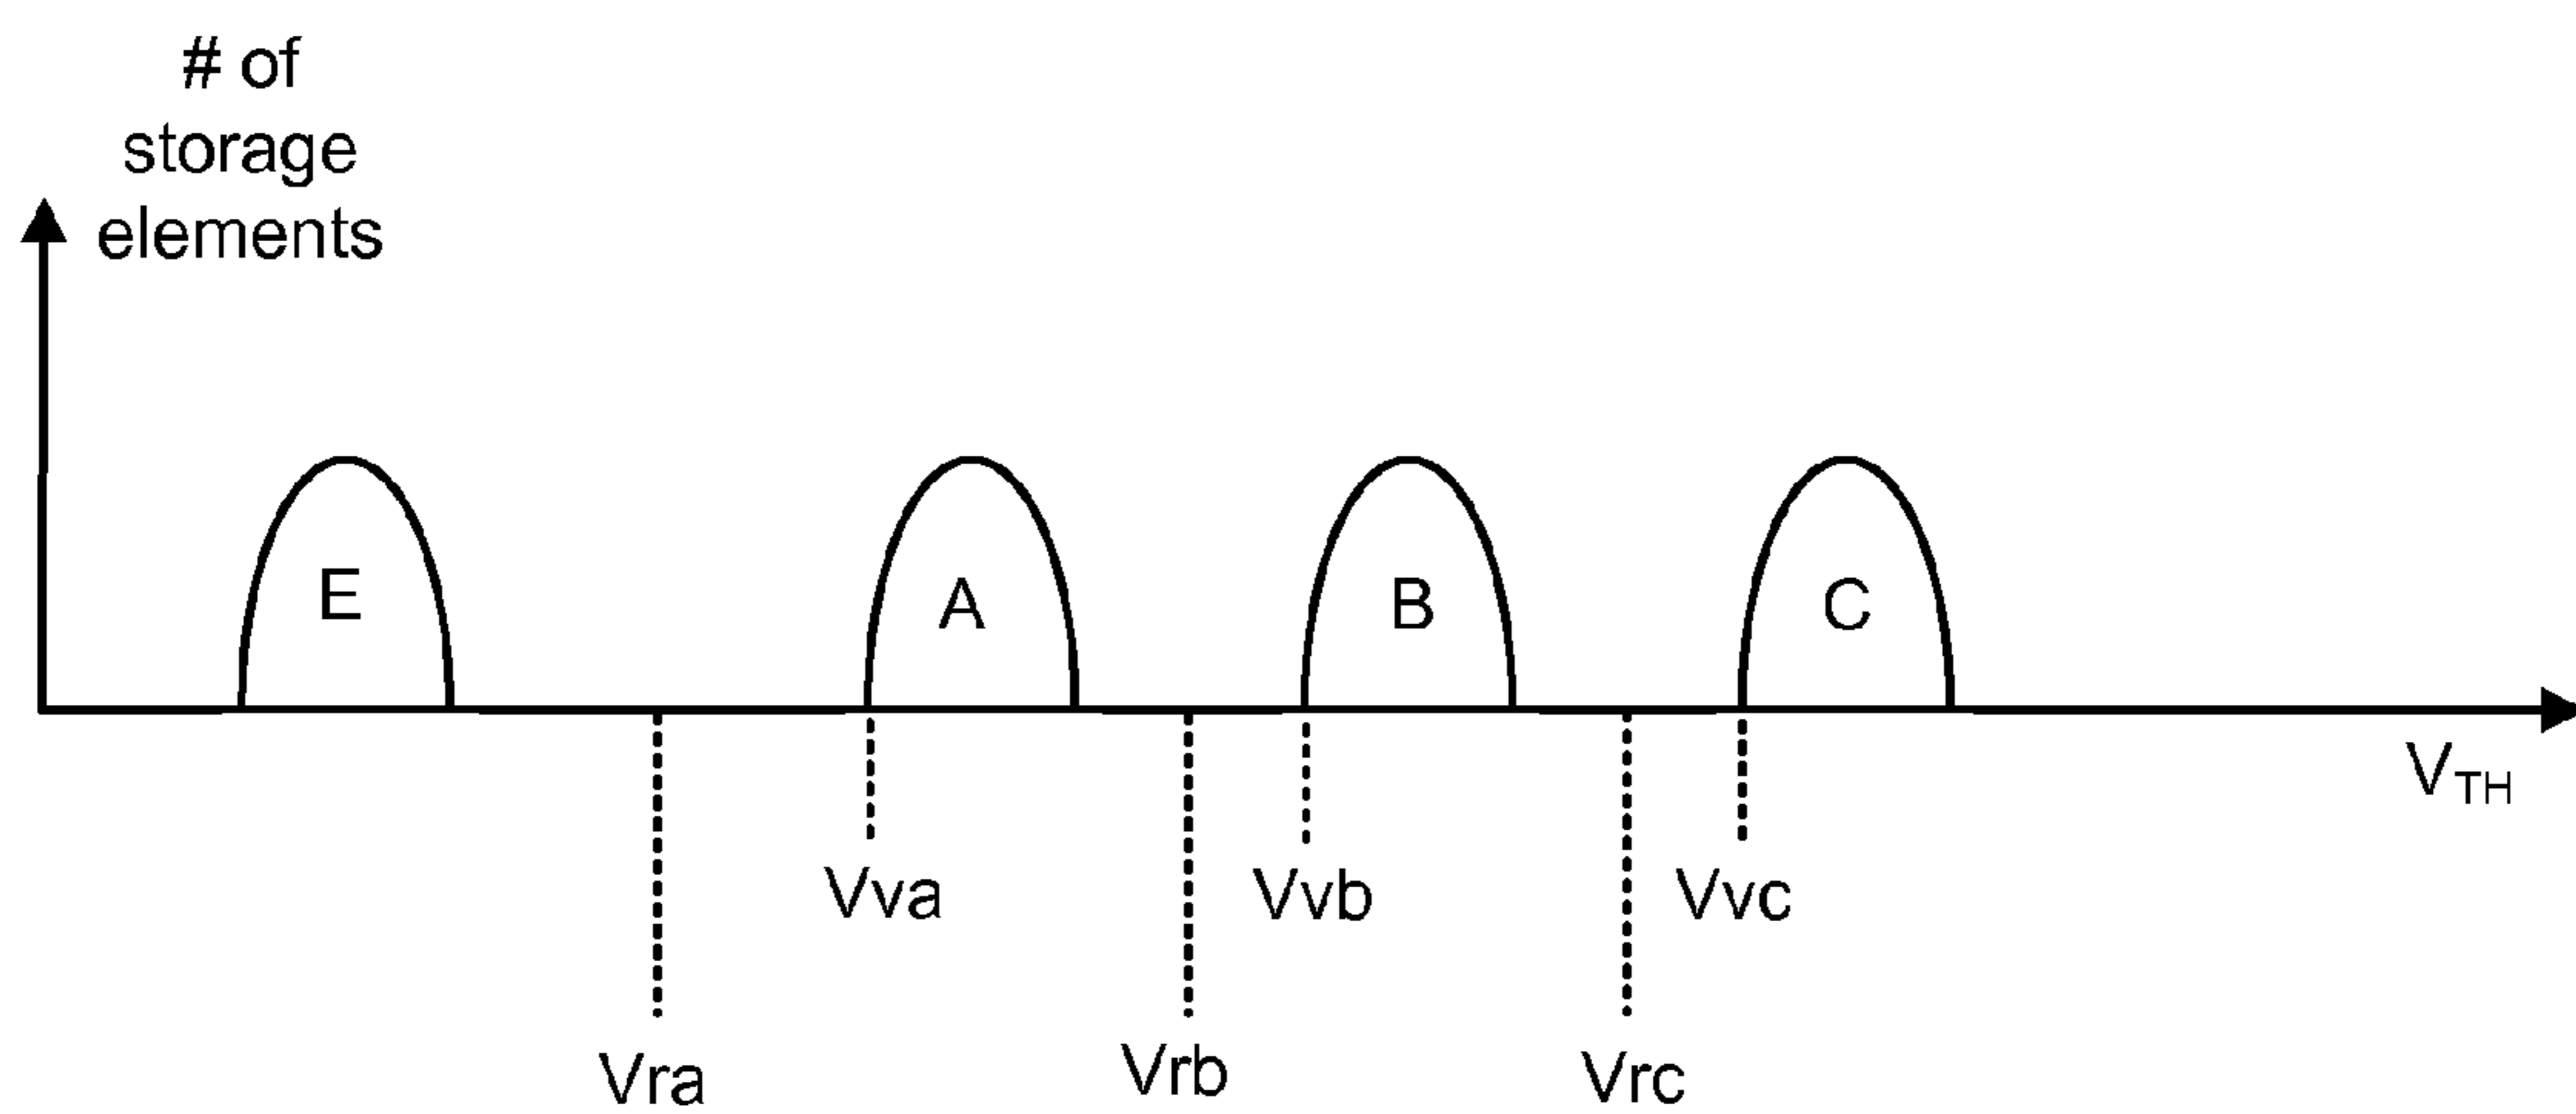 # of
storage
elements
E
A
B
C
V_TH
Vva
Vvb
Vvc
Vra
Vrb
Vrc